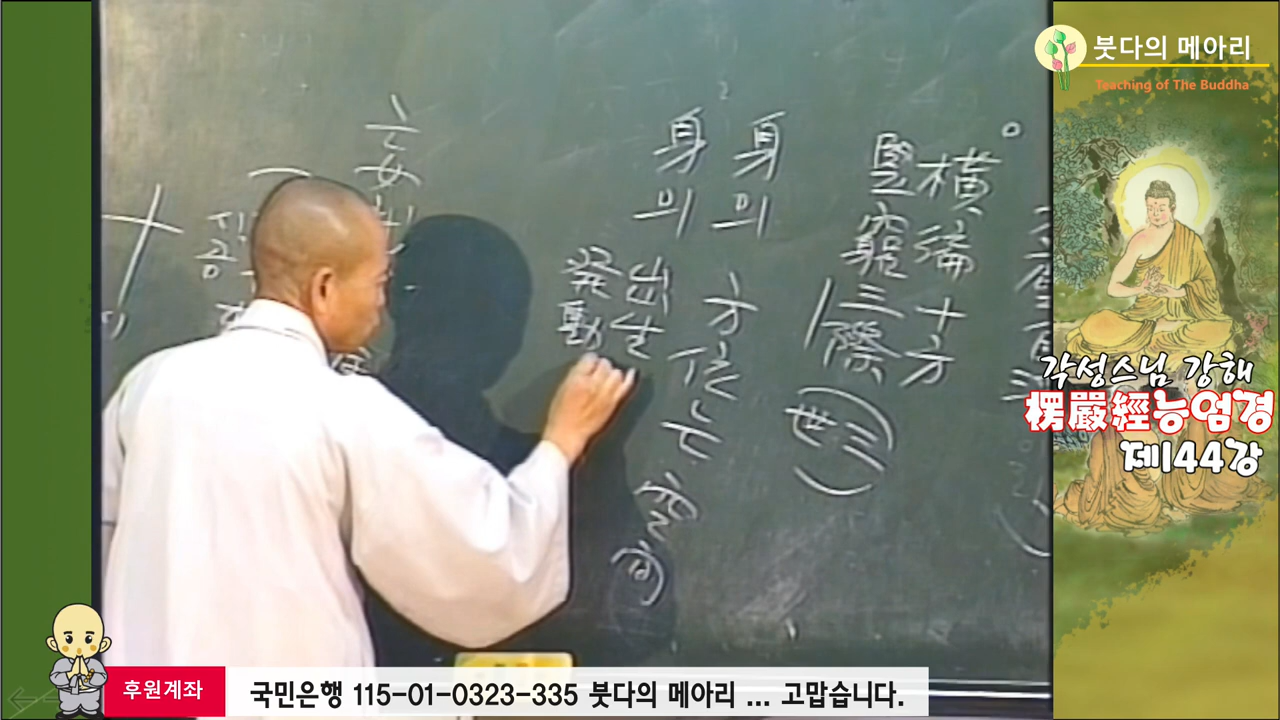 붓다의 메아리
Teaching of The Buddha
橫徧十方
竪窮三際
(三世)
身의
方位는 空間
身의
出生
発動
妄
각성스님 강해
楞嚴經능엄경
제44강
후원계좌
국민은행 115-01-0323-335 붓다의 메아리 ... 고맙습니다.